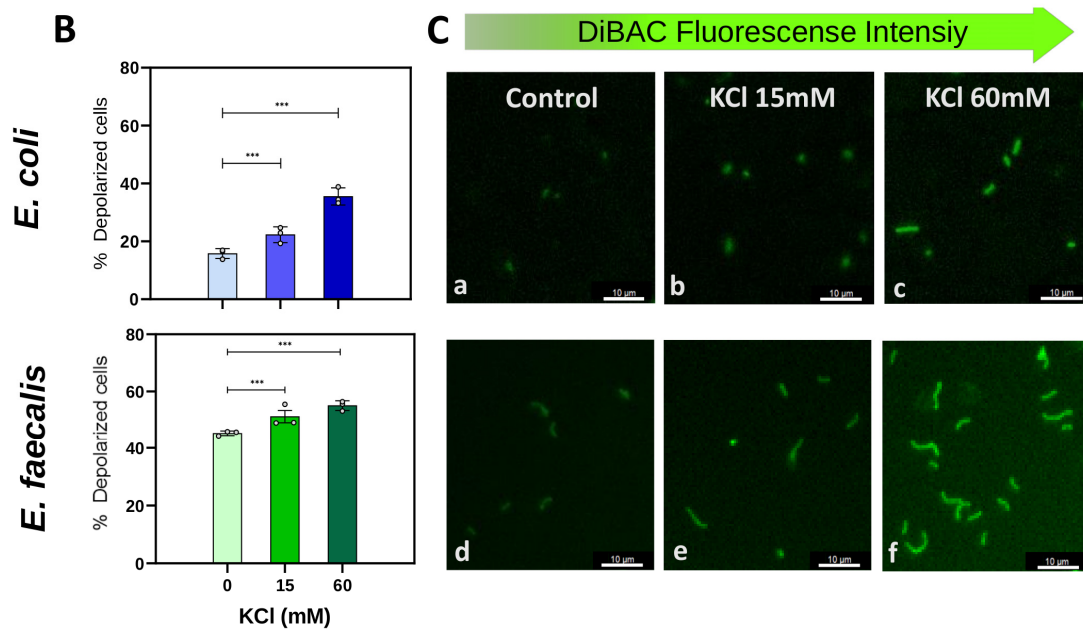 B
E. coli
% Depolarized cells
80
60
40
20
0
***
***
E. faecalis
% Depolarized cells
80
60
40
20
0
***
***
0 15 60
KCl (mM)
C
DiBAC Fluorescense Intensiy
Control
a
10 µm
KCl 15mM
b
10 µm
KCl 60mM
c
10 µm
d
10 µm
e
10 µm
f
10 µm